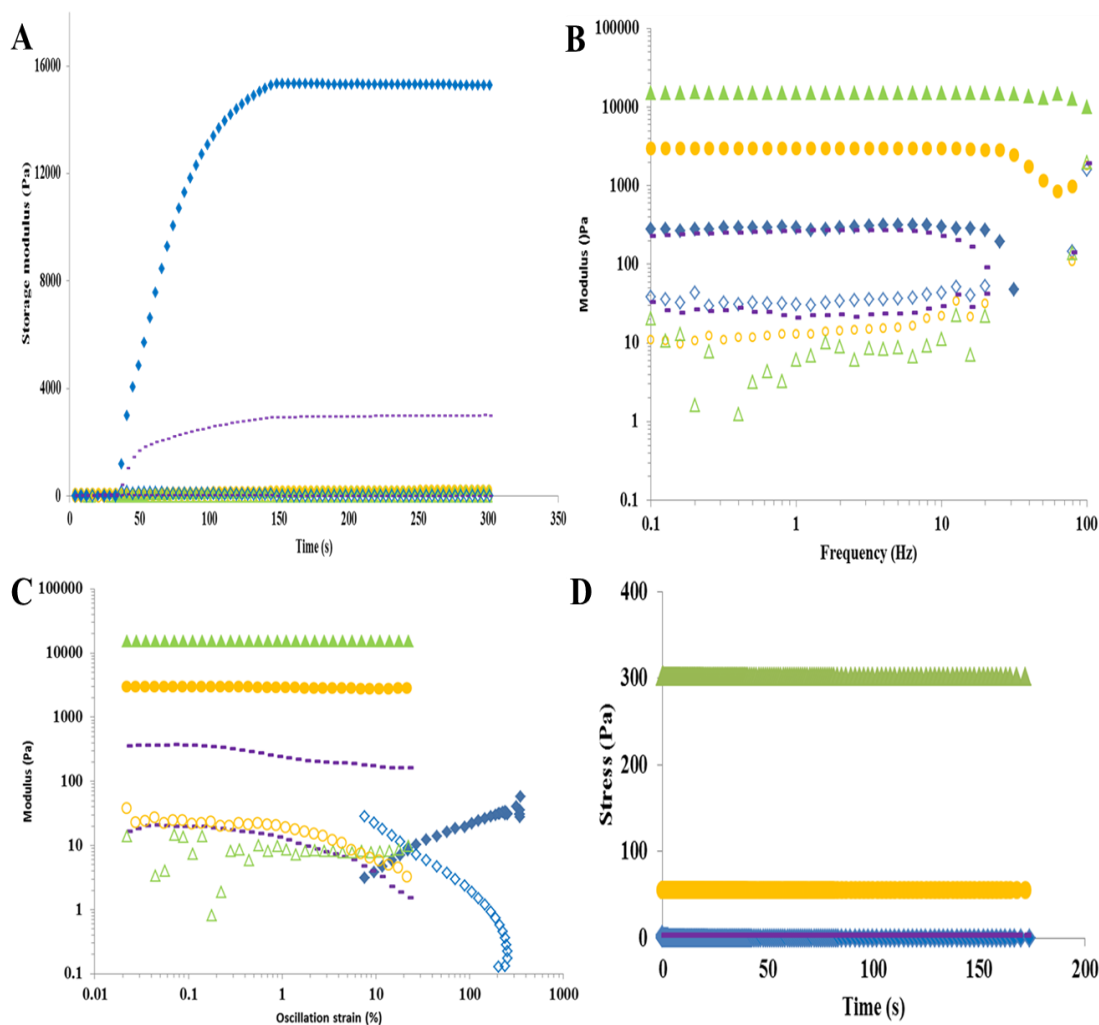 A
16000
12000
8000
4000
0
Storage modulus (Pa)
0 50 100 150 200 250 300 350
Time (s)
B
100000
10000
1000
100
10
1
0.1
Modulus ()Pa
0.1 1 10 100
Frequency (Hz)
C
100000
10000
1000
100
10
1
0.1
Modulus (Pa)
0.01 0.1 1 10 100 1000
Oscillation strain (%)
D
400
300
200
100
0
Stress (Pa)
0 50 100 150 200
Time (s)